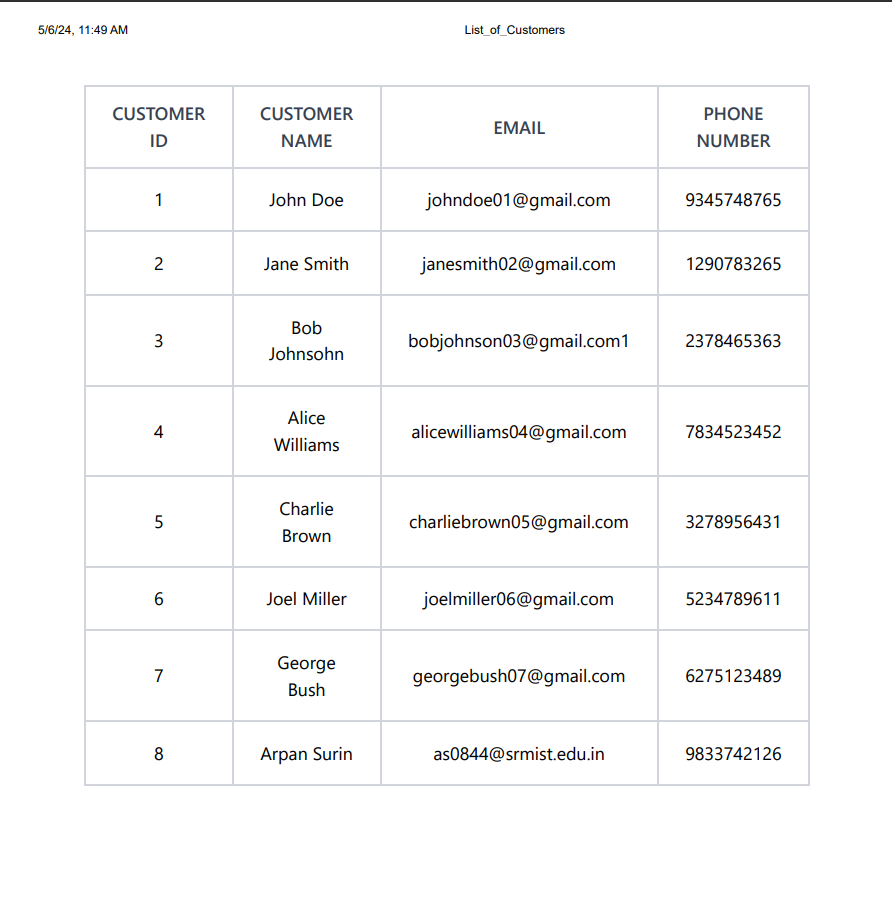 5/6/24, 11:49 AM List_of_Customers
CUSTOMER ID CUSTOMER NAME EMAIL PHONE NUMBER
1 John Doe johndoe01@gmail.com 9345748765
2 Jane Smith janesmith02@gmail.com 1290783265
3 Bob Johnsohn bobjohnson03@gmail.com1 2378465363
4 Alice Williams alicewilliams04@gmail.com 7834523452
5 Charlie Brown charliebrown05@gmail.com 3278956431
6 Joel Miller joelmiller06@gmail.com 5234789611
7 George Bush georgebush07@gmail.com 6275123489
8 Arpan Surin as0844@srmist.edu.in 9833742126